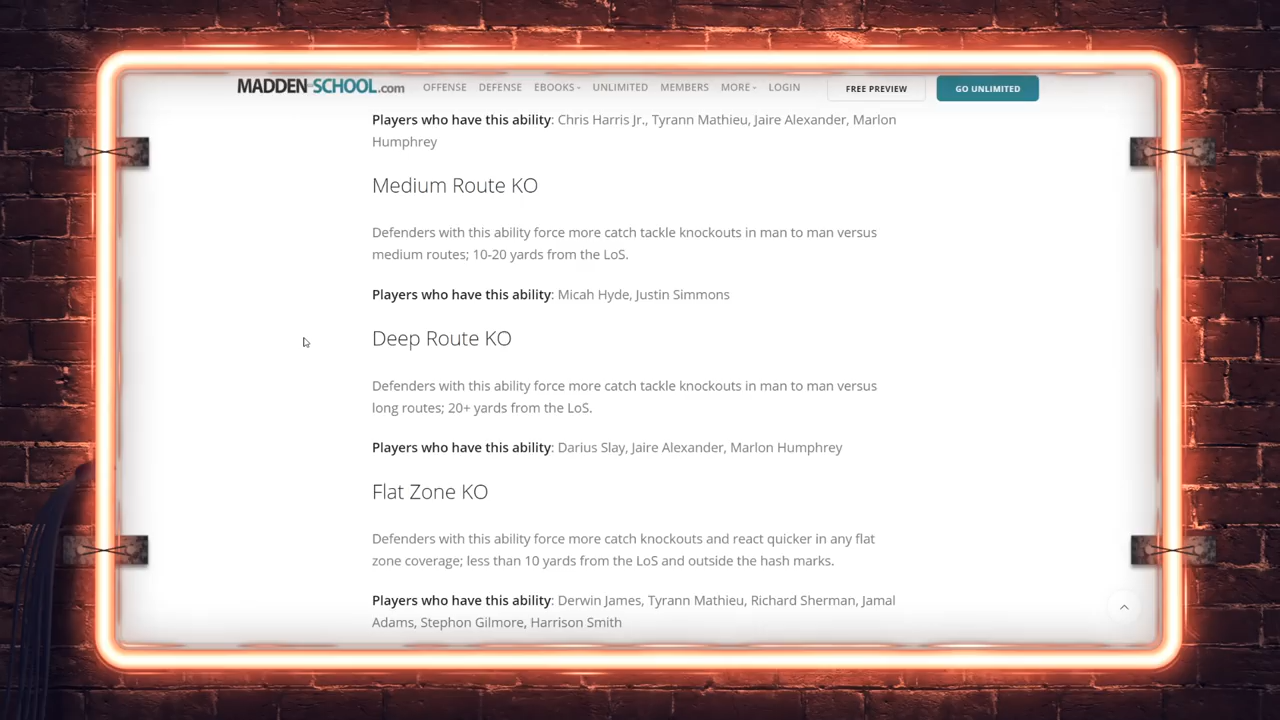 MADDEN-SCHOOL.com OFFENSE DEFENSE EBOOKS UNLIMITED MEMBERS MORE LOGIN FREE PREVIEW GO UNLIMITED
Players who have this ability: Chris Harris Jr., Tyrann Mathieu, Jaire Alexander, Marlon
Humphrey
Medium Route KO
Defenders with this ability force more catch tackle knockouts in man to man versus
medium routes; 10-20 yards from the LoS.
Players who have this ability: Micah Hyde, Justin Simmons
Deep Route KO
Defenders with this ability force more catch tackle knockouts in man to man versus
long routes; 20+ yards from the LoS.
Players who have this ability: Darius Slay, Jaire Alexander, Marlon Humphrey
Flat Zone KO
Defenders with this ability force more catch knockouts and react quicker in any flat
zone coverage; less than 10 yards from the LoS and outside the hash marks.
Players who have this ability: Derwin James, Tyrann Mathieu, Richard Sherman, Jamal
Adams, Stephon Gilmore, Harrison Smith